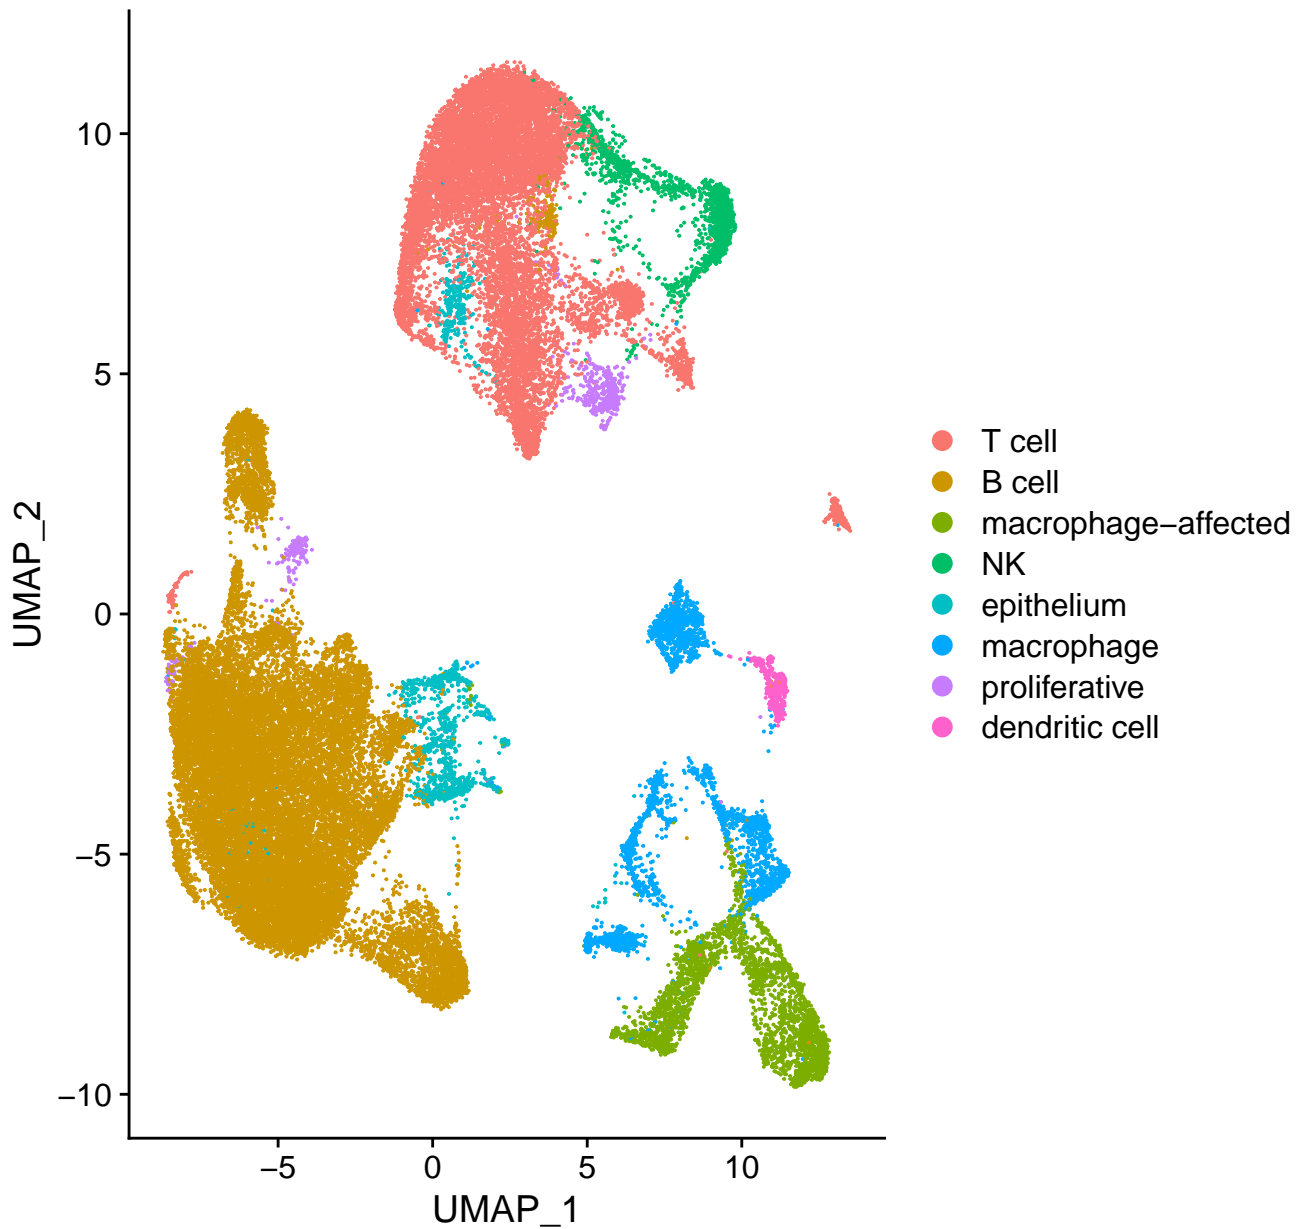 10
5
0
−5
−10
UMAP_2
−5
0
5
10
UMAP_1
T cell
B cell
macrophage−affected
NK
epithelium
macrophage
proliferative
dendritic cell